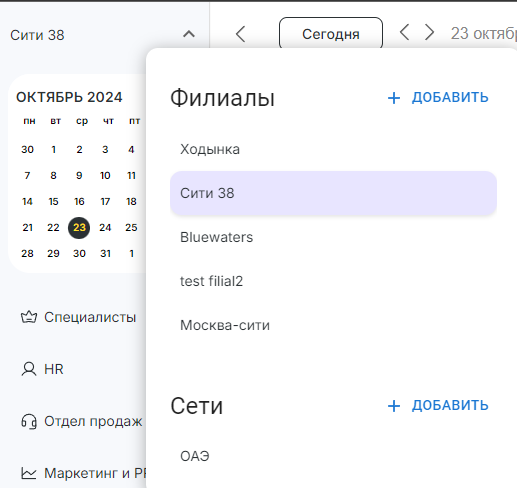 Сити 38
Сегодня
23 октябр
ОКТЯБРЬ 2024
пн вт ср чт пт
30 1 2 3 4
7 8 9 10 11
14 15 16 17 18
21 22 23 24 25
28 29 30 31 1
Специалисты
HR
Отдел продаж
Маркетинг и PR
Филиалы
ДОБАВИТЬ
Ходынка
Сити 38
Bluewaters
test filial2
Москва-сити
Сети
ДОБАВИТЬ
ОАЭ